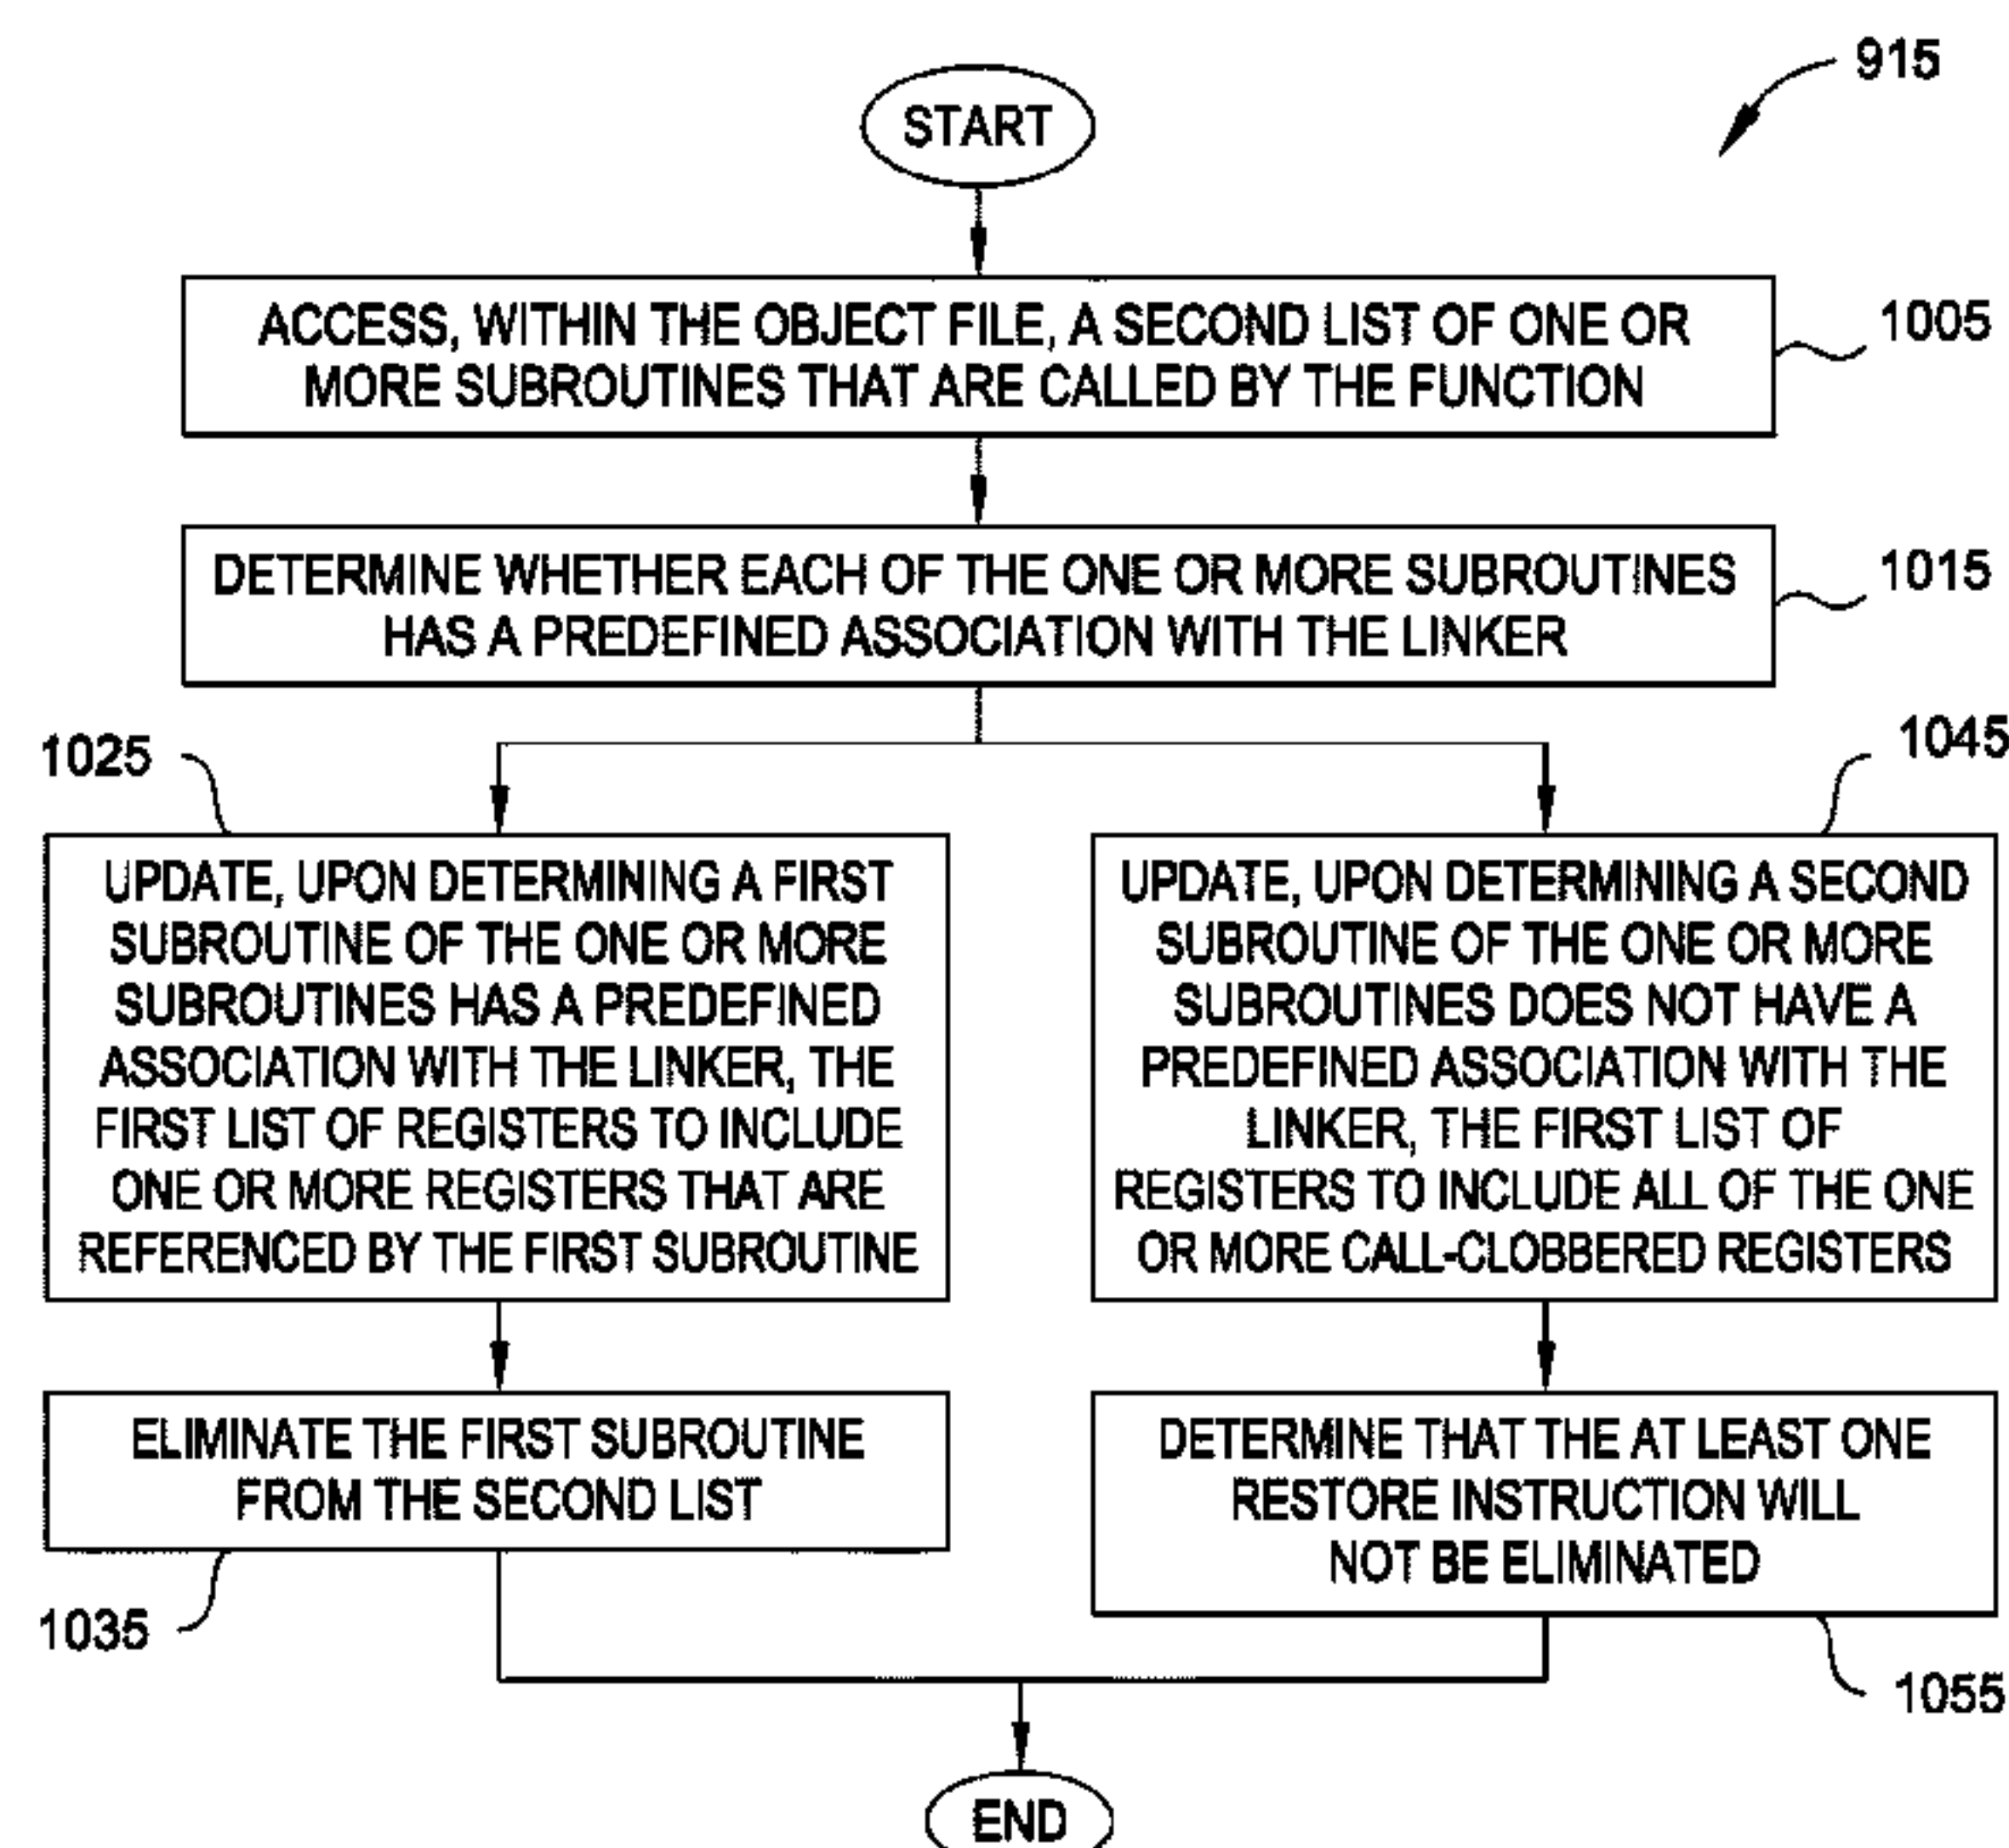 915
START
ACCESS, WITHIN THE OBJECT FILE, A SECOND LIST OF ONE OR
MORE SUBROUTINES THAT ARE CALLED BY THE FUNCTION
1005
DETERMINE WHETHER EACH OF THE ONE OR MORE SUBROUTINES
HAS A PREDEFINED ASSOCIATION WITH THE LINKER
1015
1025
UPDATE, UPON DETERMINING A FIRST
SUBROUTINE OF THE ONE OR MORE
SUBROUTINES HAS A PREDEFINED
ASSOCIATION WITH THE LINKER, THE
FIRST LIST OF REGISTERS TO INCLUDE
ONE OR MORE REGISTERS THAT ARE
REFERENCED BY THE FIRST SUBROUTINE
1045
UPDATE, UPON DETERMINING A SECOND
SUBROUTINE OF THE ONE OR MORE
SUBROUTINES DOES NOT HAVE A
PREDEFINED ASSOCIATION WITH THE
LINKER, THE FIRST LIST OF
REGISTERS TO INCLUDE ALL OF THE ONE
OR MORE CALL-CLOBBERED REGISTERS
ELIMINATE THE FIRST SUBROUTINE
FROM THE SECOND LIST
1035
DETERMINE THAT THE AT LEAST ONE
RESTORE INSTRUCTION WILL
NOT BE ELIMINATED
1055
END